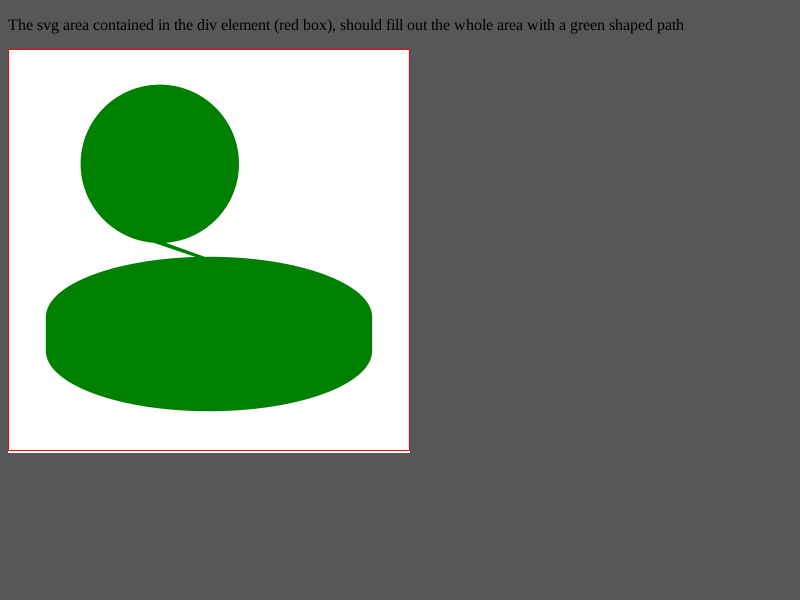 The svg area contained in the div element (red box), should fill out the whole area with a green shaped path